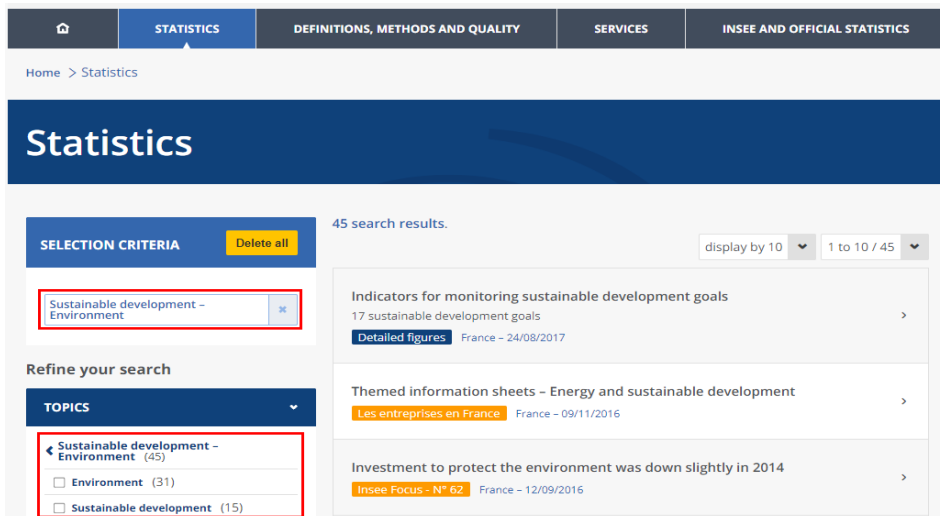 STATISTICS DEFINITIONS, METHODS AND QUALITY SERVICES INSEE AND OFFICIAL STATISTICS
Home > Statistics
Statistics
SELECTION CRITERIA Delete all
Sustainable development –
Environment
Refine your search
TOPICS
Sustainable development –
Environment (45)
Environment (31)
Sustainable development (15)
45 search results.
display by 10 1 to 10 / 45
Indicators for monitoring sustainable development goals
17 sustainable development goals
Detailed figures France – 24/08/2017
Themed information sheets – Energy and sustainable development
Les entreprises en France France – 09/11/2016
Investment to protect the environment was down slightly in 2014
Insee Focus - N° 62 France – 12/09/2016